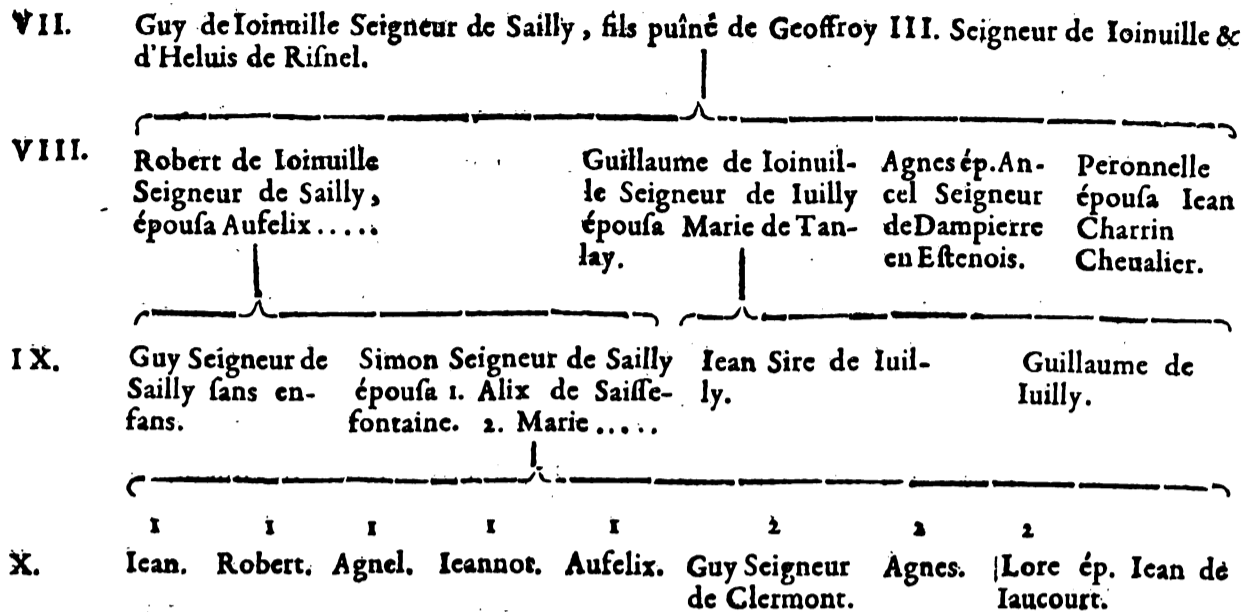 VII. Guy de Ioinuille Seigneur de Sailly, fils puîné de Geoffroy III. Seigneur de Ioinuille &
d'Heluis de Riſnel.
VIII. Robert de Ioinuille
Seigneur de Sailly,
épouſa Aufelix.....
Guillaume de Ioinuil-
le Seigneur de Iuilly
épouſa Marie de Tan-
lay.
Agnes ép. An-
cel Seigneur
de Dampierre
en Eſtenois.
Peronnelle
épouſa Iean
Charrin
Cheualier.
IX. Guy Seigneur de
Sailly ſans en-
fans.
Simon Seigneur de Sailly
épouſa 1. Alix de Saiſſe-
fontaine. 2. Marie.....
Iean Sire de Iuil-
ly.
Guillaume de
Iuilly.
1 1 1 1 1 2 2 2
X. Iean. Robert. Agnel. Ieannot. Aufelix. Guy Seigneur
de Clermont.
Agnes. Lore ép. Iean de
Iaucourt.